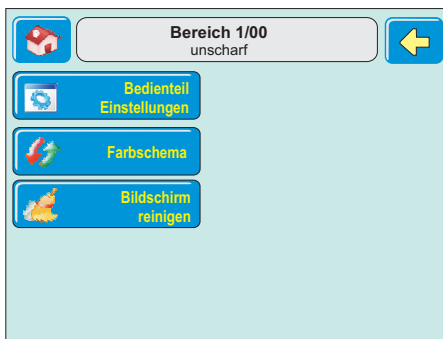 Bereich 1/00
unscharf
Bedienteil
Einstellungen
Farbschema
Bildschirm
reinigen